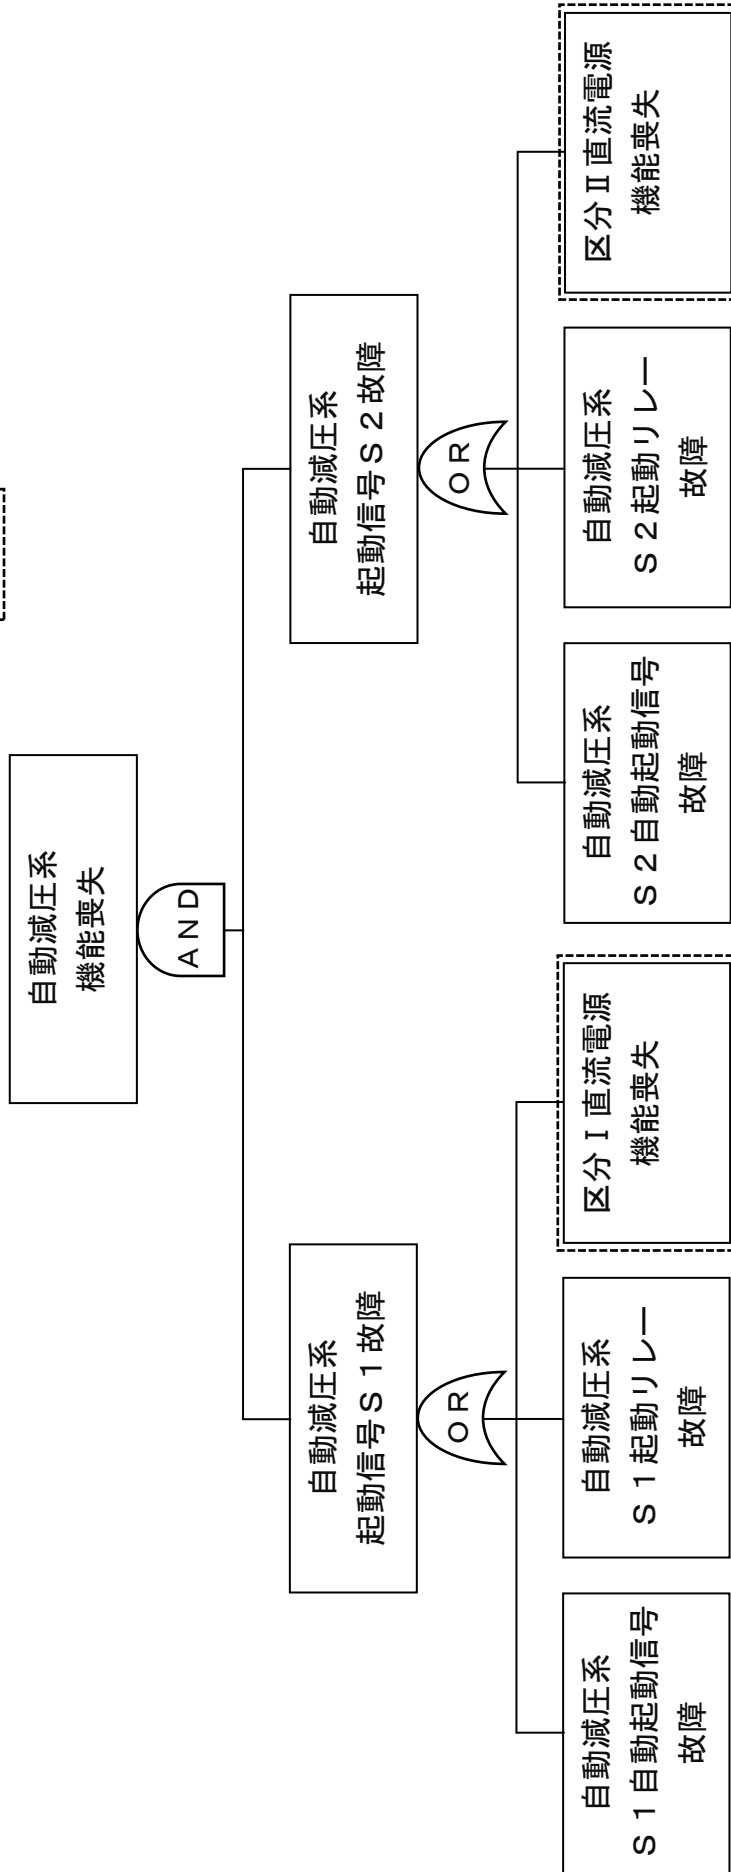 自動減圧系
機能喪失
AND
自動減圧系
起動信号S1故障
OR
自動減圧系
S1自動起動信号
故障
自動減圧系
S1起動リレー
故障
区分Ⅰ直流電源
機能喪失
自動減圧系
起動信号S2故障
OR
自動減圧系
S2自動起動信号
故障
自動減圧系
S2起動リレー
故障
区分Ⅱ直流電源
機能喪失